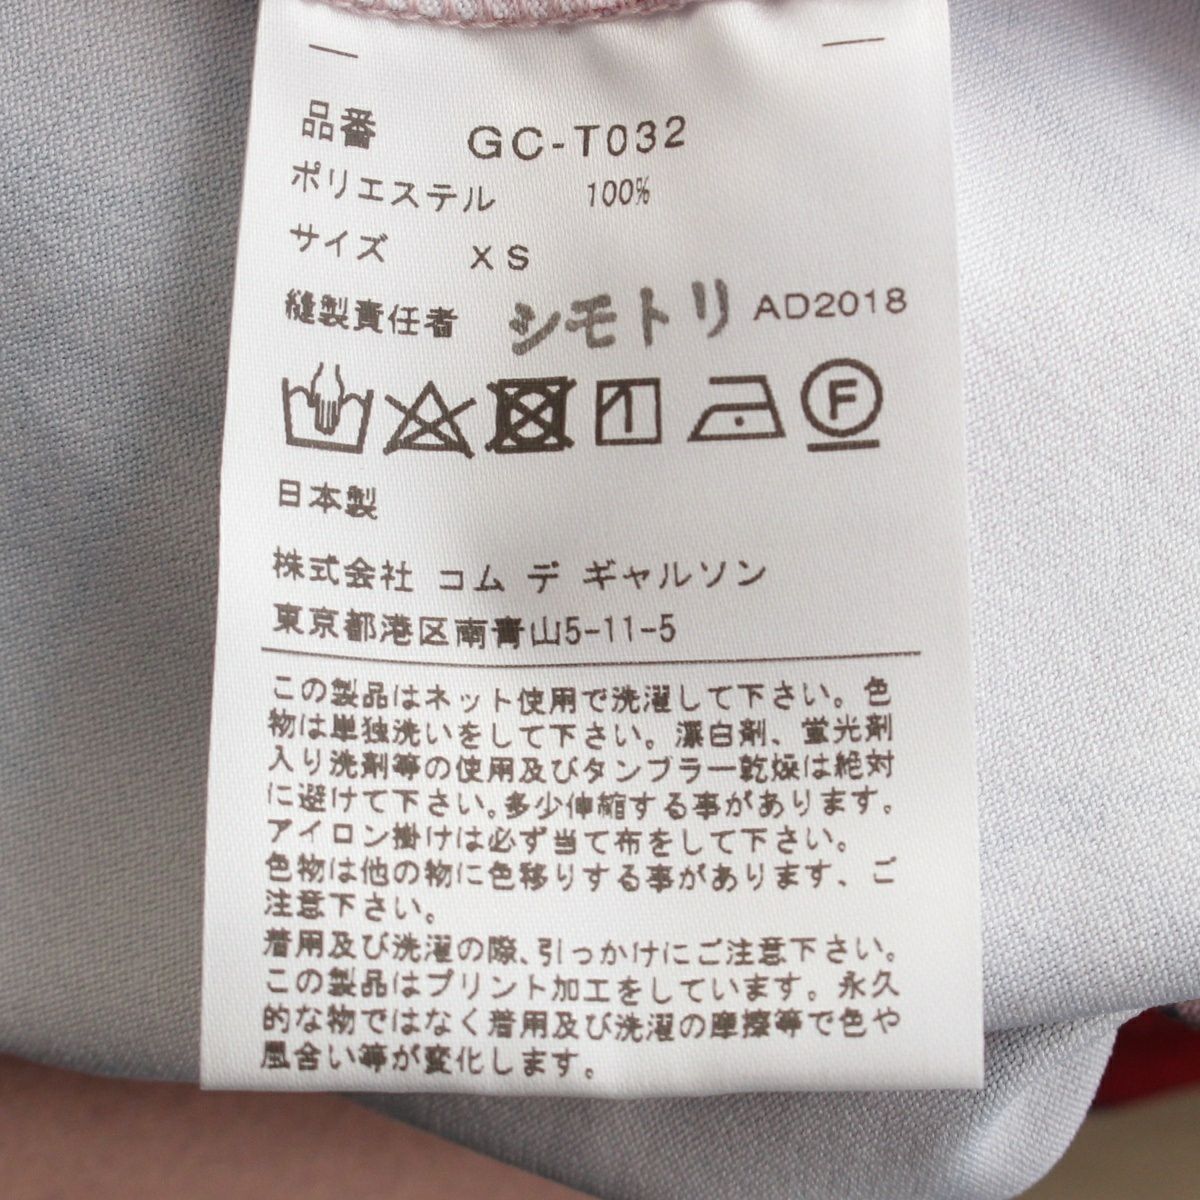 品番 GC-T032
ポリエステル 100%
サイズ XS
縫製責任者 シモトリ AD2018
F
日本製
株式会社 コム デ ギャルソン
東京都港区南青山5-11-5
この製品はネット使用で洗濯して下さい。色
物は単独洗いをして下さい。漂白剤、蛍光剤
入り洗剤等の使用及びタンブラー乾燥は絶対
に避けて下さい。多少伸縮する事があります。
アイロン掛けは必ず当て布をして下さい。
色物は他の物に色移りする事があります、ご
注意下さい。
着用及び洗濯の際、引っかけにご注意下さい。
この製品はプリント加工をしています。永久
的な物ではなく着用及び洗濯の摩擦等で色や
風合い等が変化します。